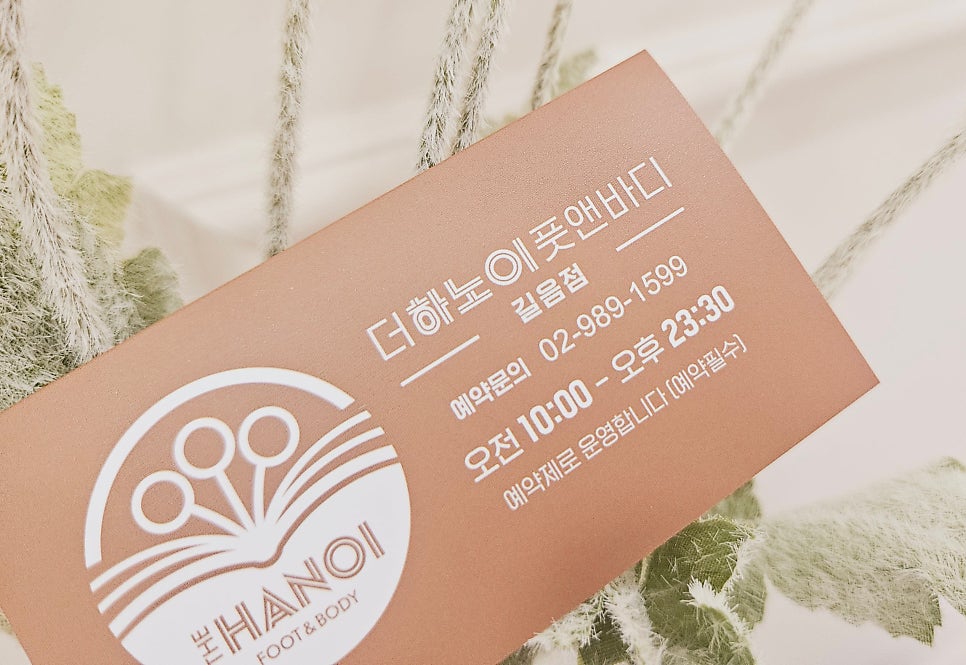 더하노이풋앤바디
길음점
예약문의 02-989-1599
오전 10:00 - 오후 23:30
예약제로 운영합니다 (예약필수)
THE HANOI
FOOT & BODY